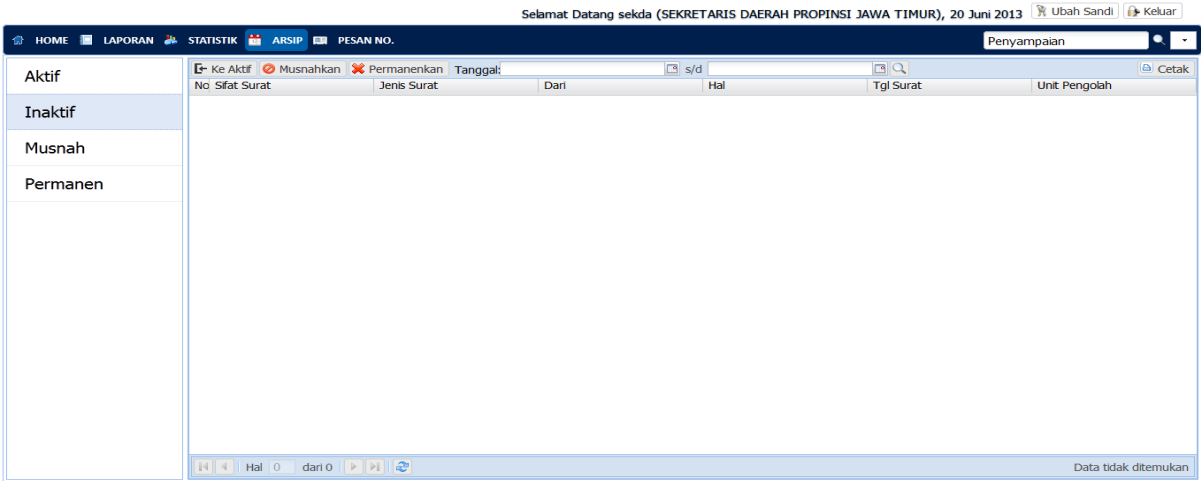 Selamat Datang sekda (SEKRETARIS DAERAH PROPINSI JAWA TIMUR), 20 Juni 2013 Ubah Sandi Keluar
HOME LAPORAN STATISTIK ARSIP PESAN NO. Penyampaian
Aktif
Inaktif
Musnah
Permanen
Ke Aktif Musnahkan Permanenkan Tanggal: s/d Cetak
No Sifat Surat Jenis Surat Dari Hal Tgl Surat Unit Pengolah
Hal 0 dari 0 Data tidak ditemukan